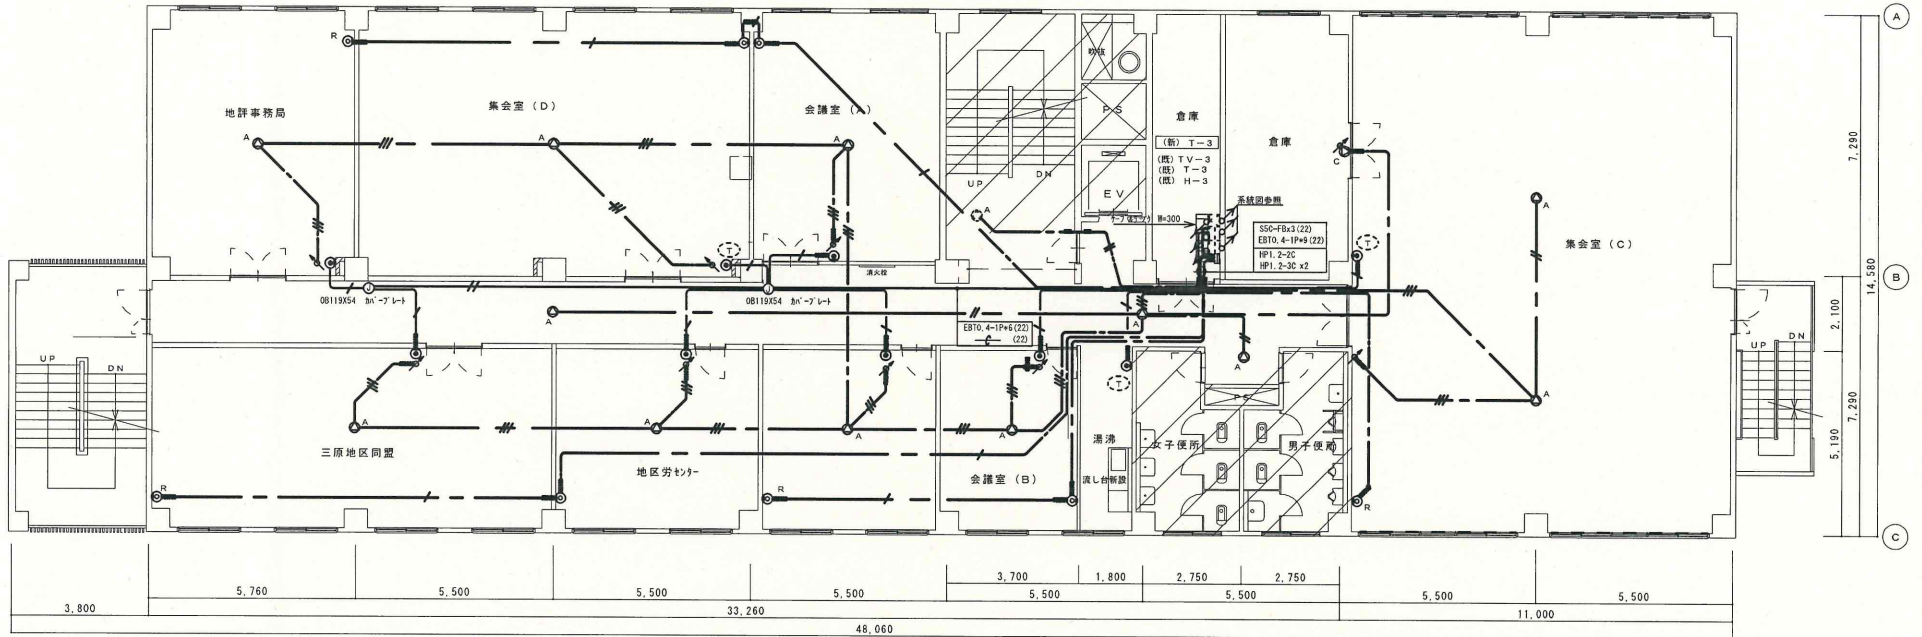 A
R
吹抜
地評事務局
集会室（D）
会議室（A）
PS
倉庫
倉庫
(新) T-3
(既) TV-3
(既) T-3
(既) H-3
A
A
A
C
UP
DN
EV
7,290
A
系統図参照
W=300
S5C-FBx3(22)
EBT0.4-1P*9(22)
HP1.2-2C
HP1.2-3C x2
A
集会室（C）
T
T
消火栓
B
14,580
J
J
OB119X54 カバープレート
OB119X54 カバープレート
A
A
EBT0.4-1P*6(22)
C (22)
2,100
UP
DN
A
T
UP
DN
PS
A
A
A
A
A
7,290
5,190
三原地区同盟
地区労センター
会議室（B）
湯沸
流し台新設
女子便所
男子便所
R
R
R
C
3,700
1,800
2,750
2,750
5,760
5,500
5,500
5,500
5,500
5,500
5,500
5,500
3,800
33,260
11,000
48,060